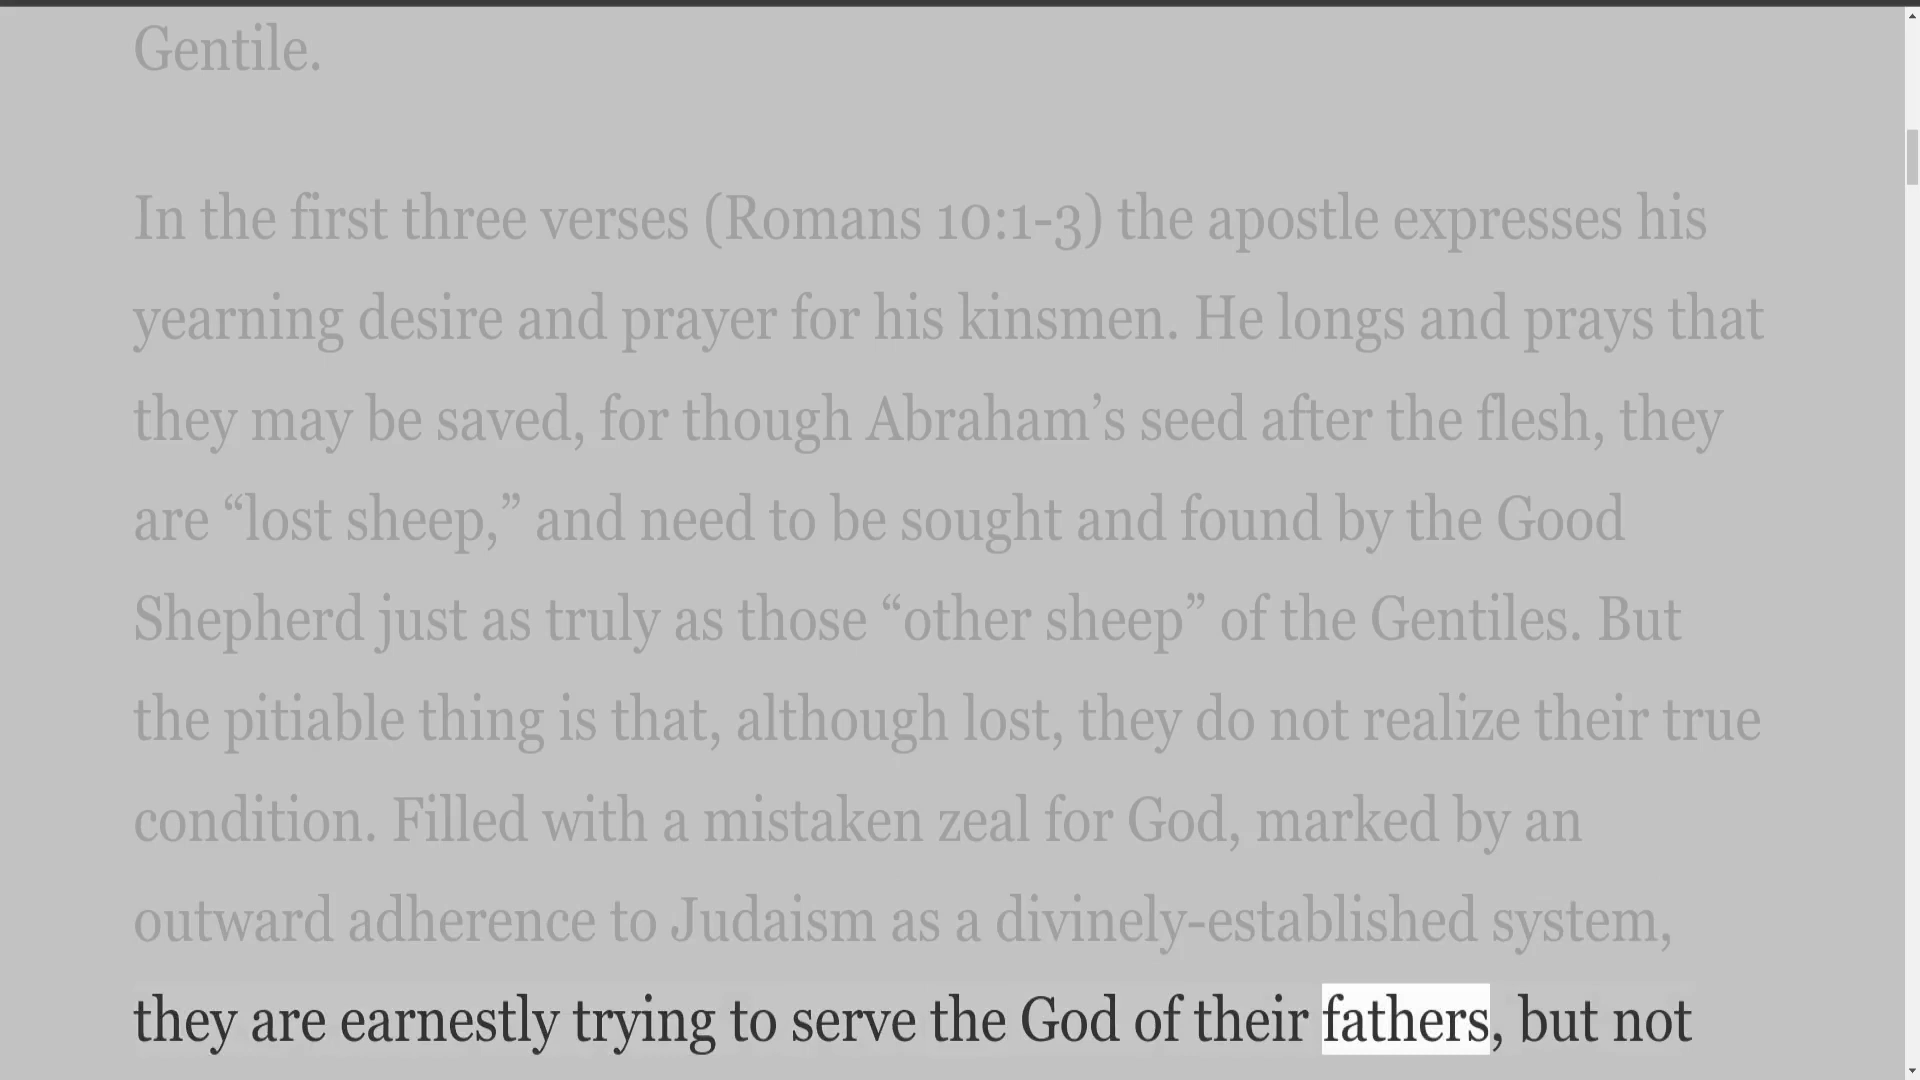 Gentile.
In the first three verses (Romans 10:1-3) the apostle expresses his
yearning desire and prayer for his kinsmen. He longs and prays that
they may be saved, for though Abraham’s seed after the flesh, they
are “lost sheep,” and need to be sought and found by the Good
Shepherd just as truly as those “other sheep” of the Gentiles. But
the pitiable thing is that, although lost, they do not realize their true
condition. Filled with a mistaken zeal for God, marked by an
outward adherence to Judaism as a divinely-established system,
they are earnestly trying to serve the God of their fathers, but not